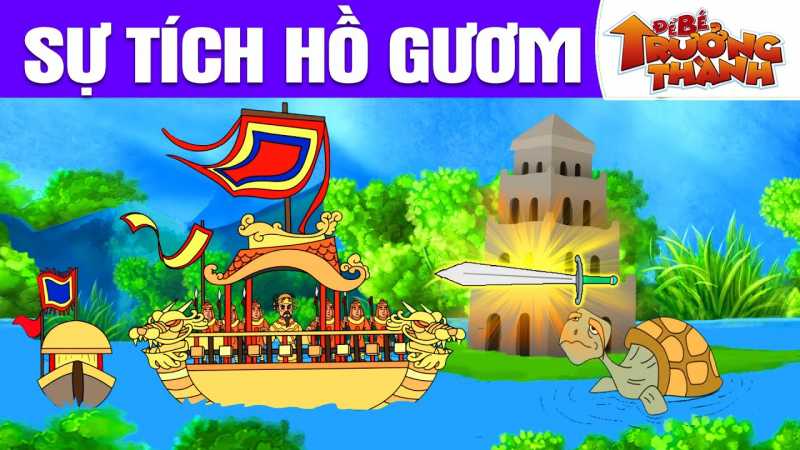 SỰ TÍCH HỒ GƯƠM
ĐỂ BÉ
TRƯỞNG
THÀNH